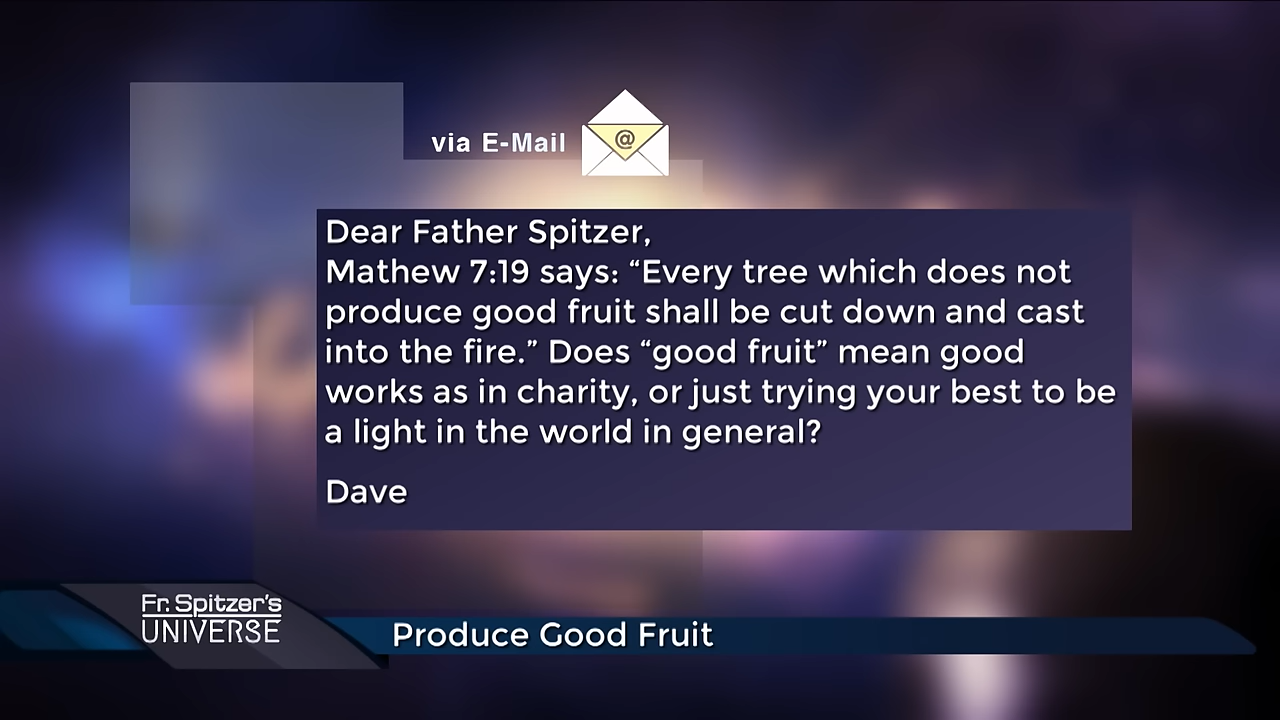 via E-Mail
@
Dear Father Spitzer,
Mathew 7:19 says: “Every tree which does not
produce good fruit shall be cut down and cast
into the fire.” Does “good fruit” mean good
works as in charity, or just trying your best to be
a light in the world in general?
Dave
Fr. Spitzer's
UNIVERSE
Produce Good Fruit